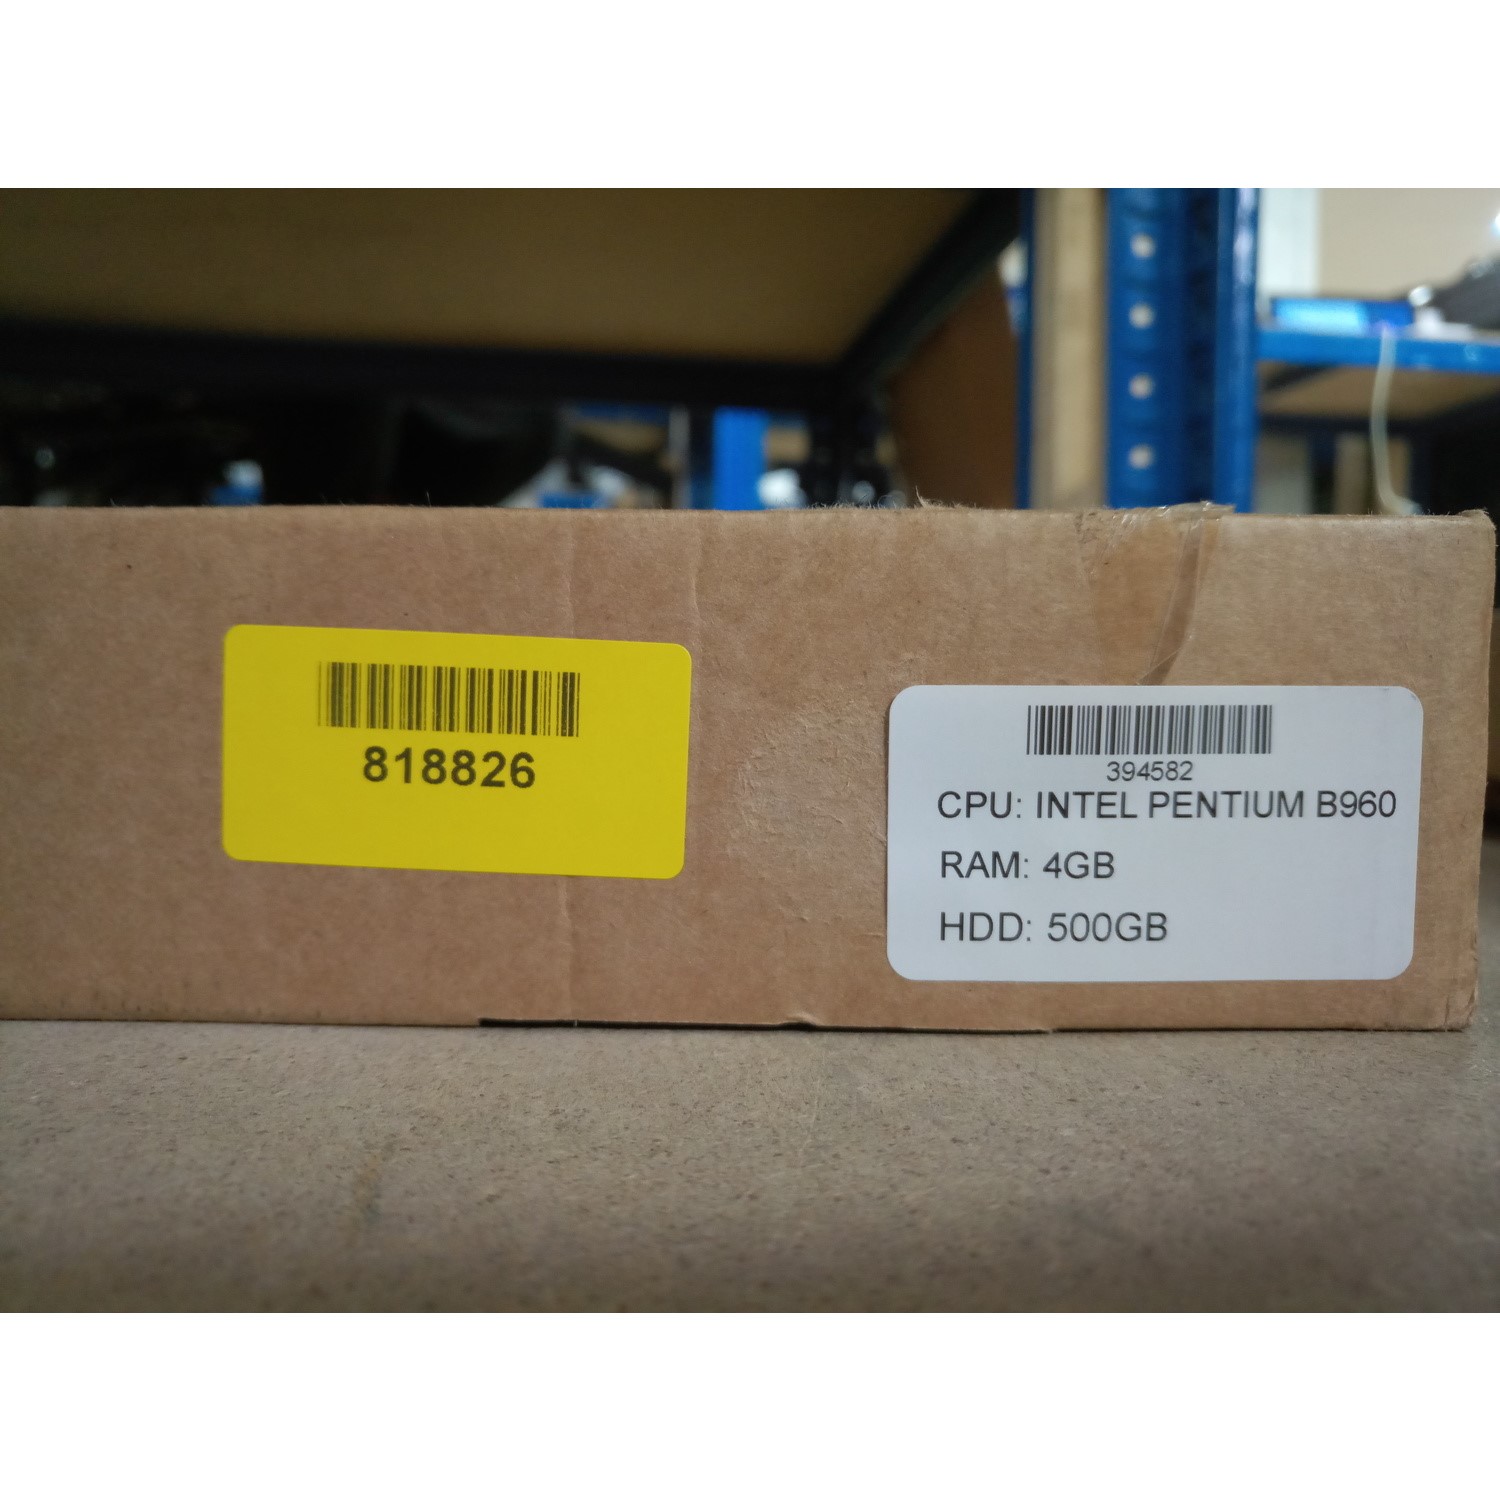 818826
394582
CPU: INTEL PENTIUM B960
RAM: 4GB
HDD: 500GB